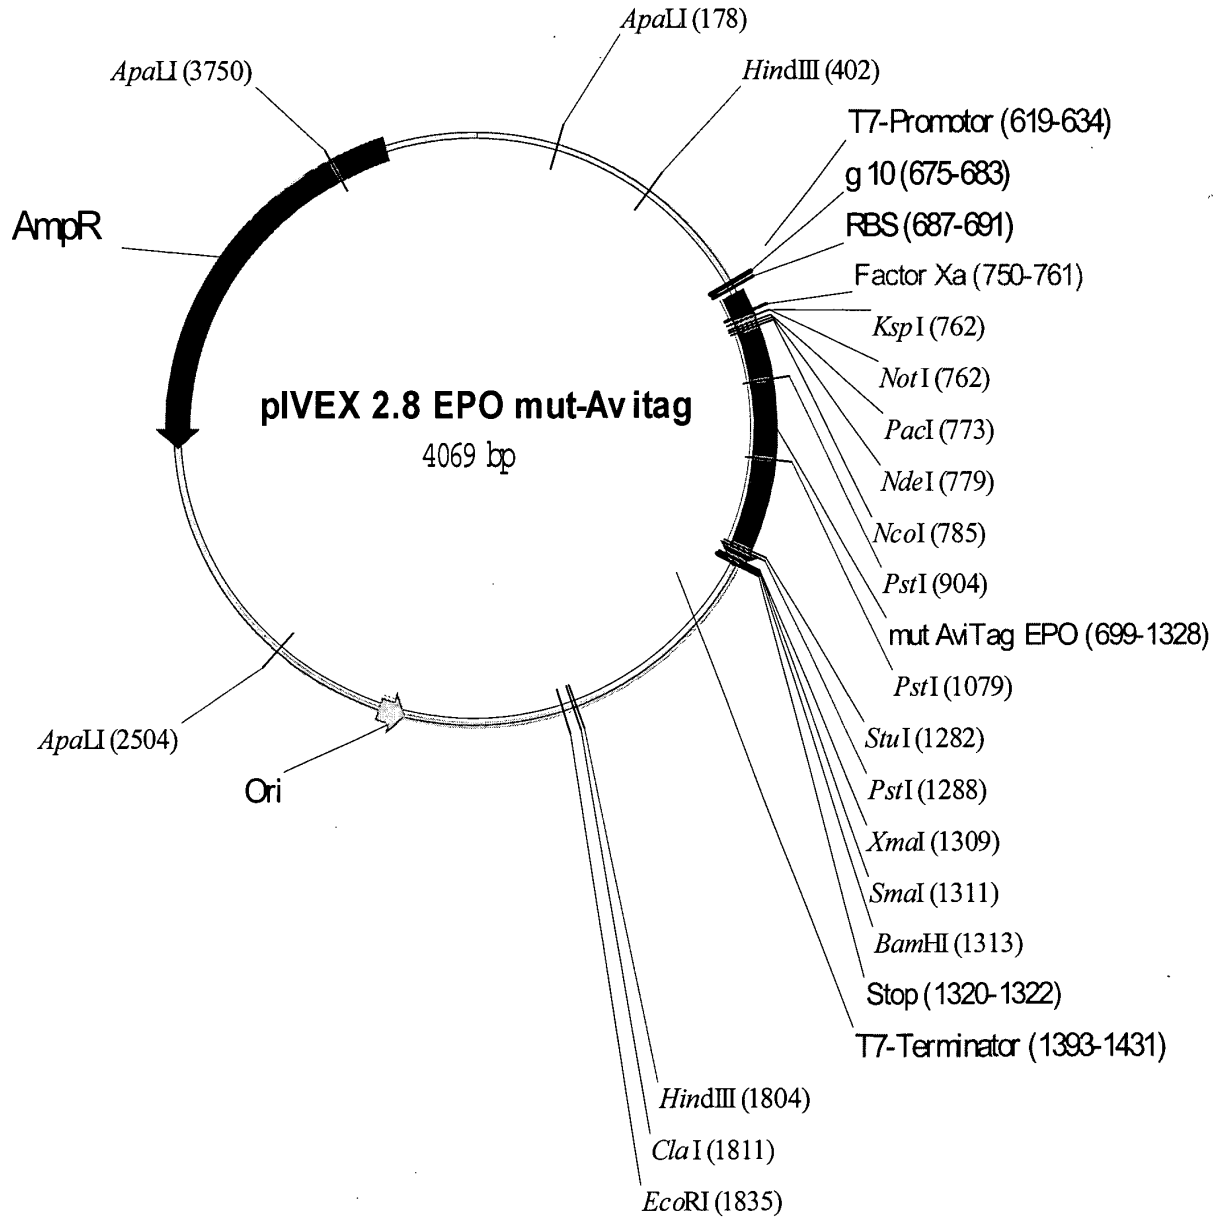 ApaLI (178)
ApaLI (3750)
HindIII (402)
T7-Promotor (619-634)
g 10 (675-683)
RBS (687-691)
AmpR
Factor Xa (750-761)
KspI (762)
NotI (762)
pIVEX 2.8 EPO mut-Avitag
4069 bp
PacI (773)
NdeI (779)
NcoI (785)
PstI (904)
mut AviTag EPO (699-1328)
PstI (1079)
ApaLI (2504)
StuI (1282)
Ori
PstI (1288)
XmaI (1309)
SmaI (1311)
BamHI (1313)
Stop (1320-1322)
T7-Terminator (1393-1431)
HindIII (1804)
ClaI (1811)
EcoRI (1835)